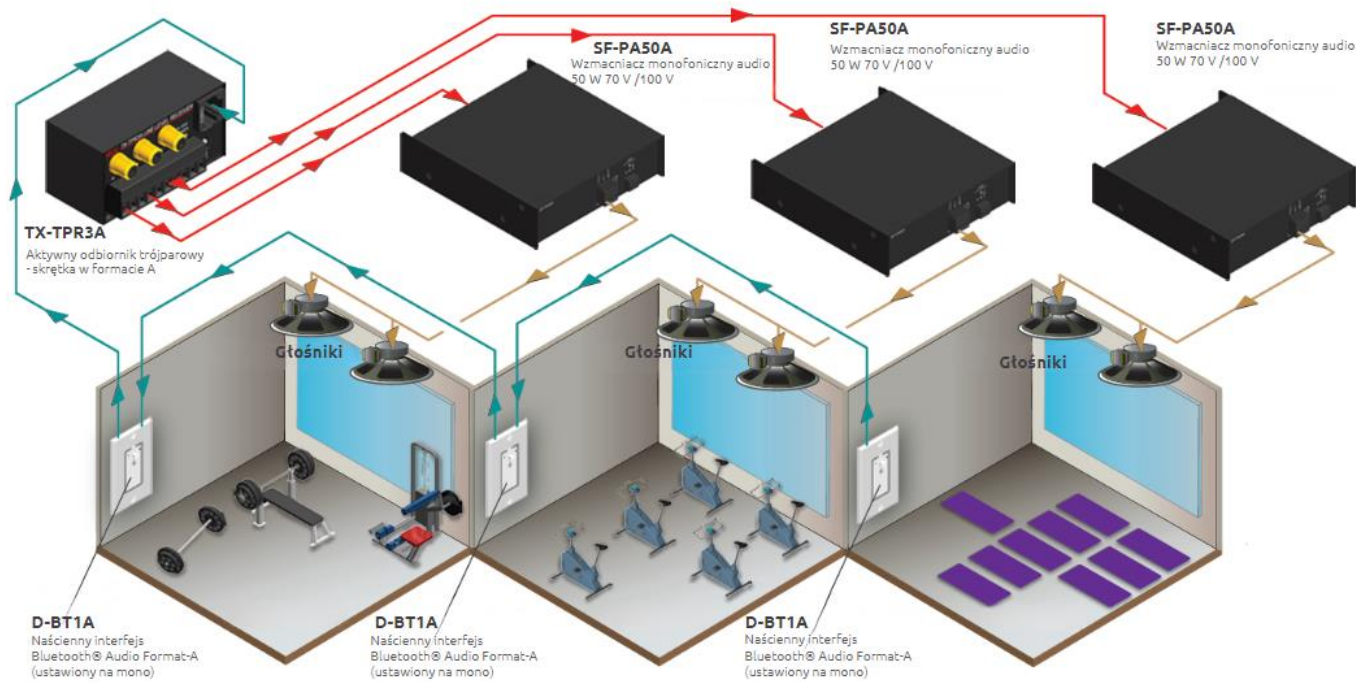 SF-PA50A
Wzmacniacz monofoniczny audio
50 W 70 V /100 V
SF-PA50A
Wzmacniacz monofoniczny audio
50 W 70 V /100 V
SF-PA50A
Wzmacniacz monofoniczny audio
50 W 70 V /100 V
TX-TPR3A
Aktywny odbiornik trójparowy
- skrętka w formacie A
Głośniki
Głośniki
Głośniki
D-BT1A
Naścienny interfejs
Bluetooth® Audio Format-A
(ustawiony na mono)
D-BT1A
Naścienny interfejs
Bluetooth® Audio Format-A
(ustawiony na mono)
D-BT1A
Naścienny interfejs
Bluetooth® Audio Format-A
(ustawiony na mono)